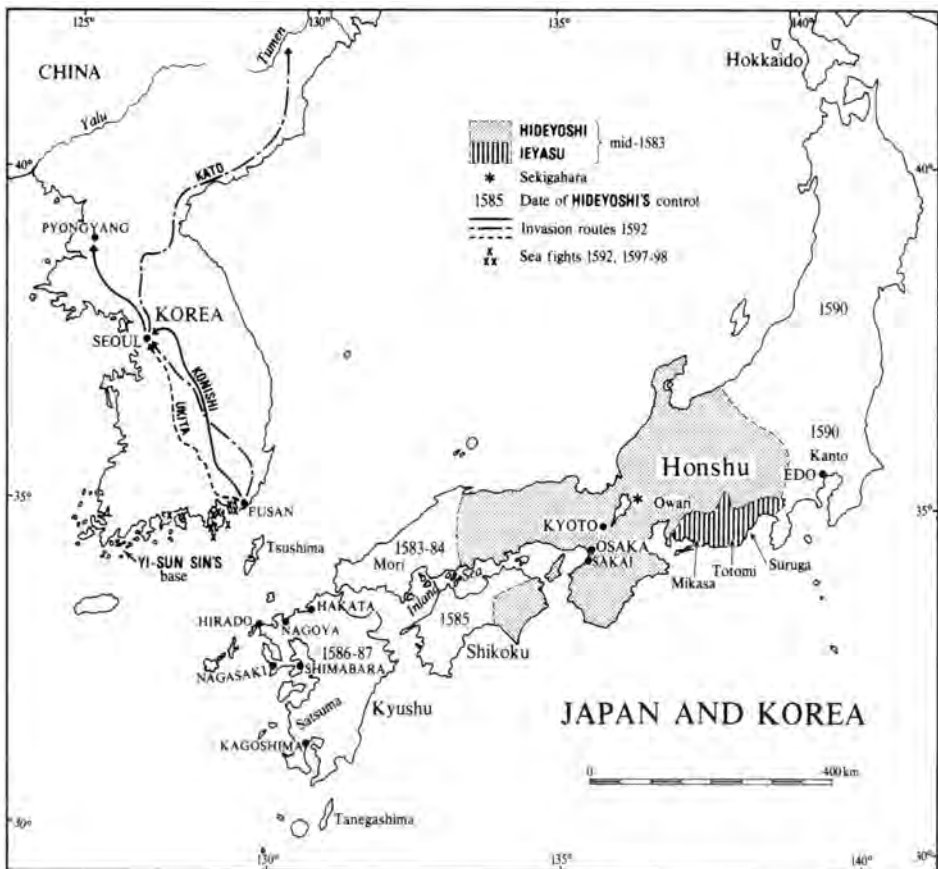 125°
130°
135°
140°
Tumen
CHINA
Hokkaido
Yalu
HIDEYOSHI
IEYASU
mid-1583
* Sekigahara
1585 Date of HIDEYOSHI'S control
Invasion routes 1592
x
xx
Sea fights 1592, 1597-98
40°
40°
KATO
PYONGYANG
KOREA
SEOUL
KONISHI
UKITA
1590
1590
Kanto
EDO
Honshu
35°
35°
FUSAN
Owari
*
KYOTO
YI-SUN SIN'S
base
Tsushima
1583-84
Mori
OSAKA
SAKAI
Mikasa
Totomi
Suruga
Inland Sea
HAKATA
HIRADO
NAGOYA
1585
Shikoku
1586-87
NAGASAKI
SHIMABARA
Satsuma
Kyushu
KAGOSHIMA
JAPAN AND KOREA
0
400 km
Tanegashima
30°
30°
130°
135°
140°